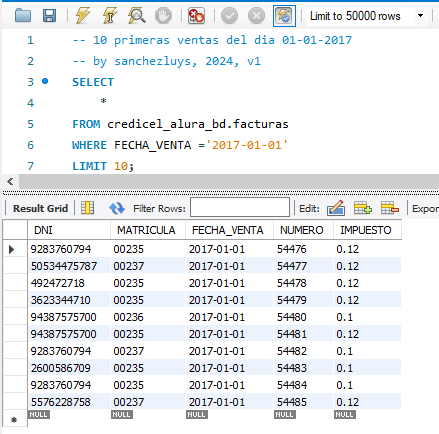 Limit to 50000 rows
1 -- 10 primeras ventas del dia 01-01-2017
2 -- by sanchezluys, 2024, v1
3 SELECT
4 *
5 FROM credicel_alura_bd.facturas
6 WHERE FECHA_VENTA ='2017-01-01'
7 LIMIT 10;
Result Grid Filter Rows: Edit: Expor
DNI MATRICULA FECHA_VENTA NUMERO IMPUESTO
9283760794 00235 2017-01-01 54476 0.12
50534475787 00237 2017-01-01 54477 0.12
492472718 00235 2017-01-01 54478 0.12
3623344710 00235 2017-01-01 54479 0.12
94387575700 00236 2017-01-01 54480 0.1
94387575700 00235 2017-01-01 54481 0.12
9283760794 00237 2017-01-01 54482 0.1
2600586709 00235 2017-01-01 54483 0.1
9283760794 00235 2017-01-01 54484 0.1
5576228758 00237 2017-01-01 54485 0.12
NULL NULL NULL NULL NULL